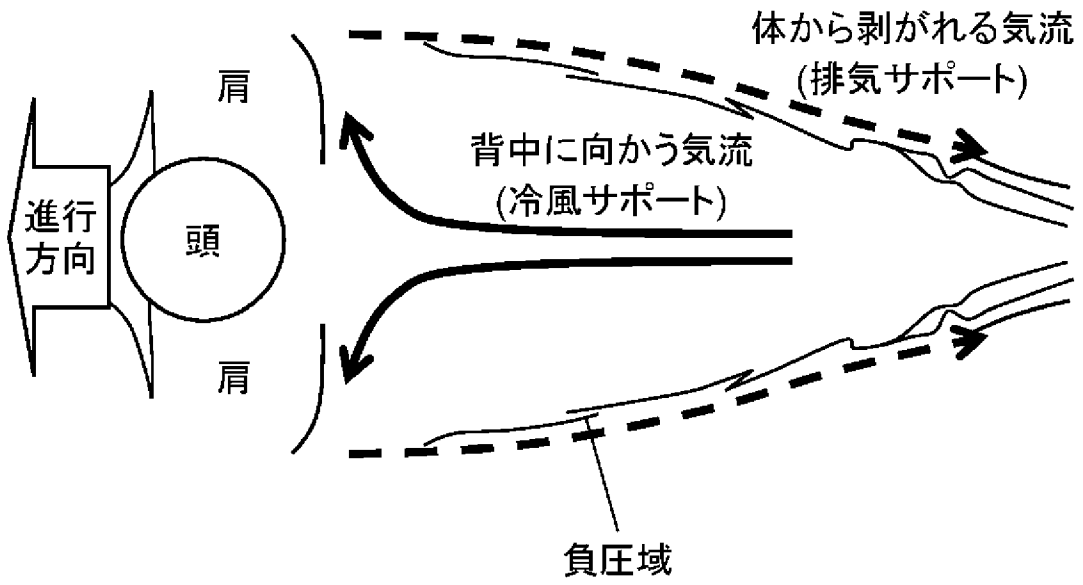 体から剥がれる気流
(排気サポート)
肩
背中に向かう気流
(冷風サポート)
進行
方向
頭
肩
負圧域